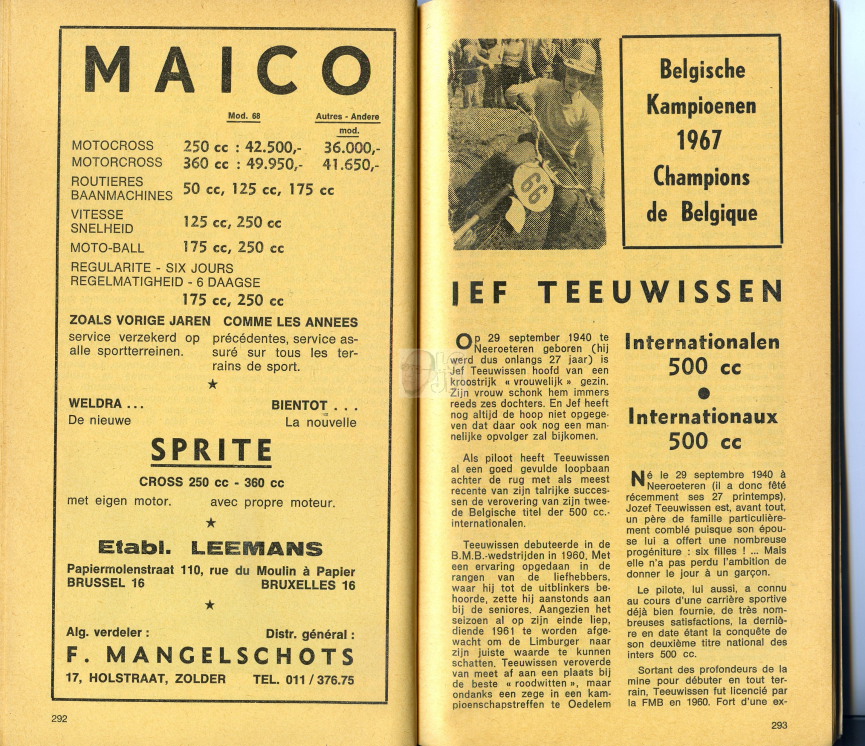 MAICO
Mod. 68 Autres - Andere
mod.
MOTOCROSS 250 cc : 42.500,- 36.000,-
MOTORCROSS 360 cc : 49.950,- 41.650,-
ROUTIERES
BAANMACHINES 50 cc, 125 cc, 175 cc
VITESSE
SNELHEID 125 cc, 250 cc
MOTO-BALL 175 cc, 250 cc
REGULARITE - SIX JOURS
REGELMATIGHEID - 6 DAAGSE
175 cc, 250 cc
ZOALS VORIGE JAREN COMME LES ANNEES
service verzekerd op précédentes, service as-
alle sportterreinen. suré sur tous les ter-
rains de sport.
WELDRA ... BIENTOT ...
De nieuwe La nouvelle
SPRITE
CROSS 250 cc - 360 cc
met eigen motor. avec propre moteur.
Etabl. LEEMANS
Papiermolenstraat 110, rue du Moulin à Papier
BRUSSEL 16 BRUXELLES 16
Alg. verdeler : Distr. général :
F. MANGELSCHOTS
17, HOLSTRAAT, ZOLDER TEL. 011 / 376.75
292
66
Belgische
Kampioenen
1967
Champions
de Belgique
JEF TEEUWISSEN
Op 29 september 1940 te
Neeroeteren geboren (hij
werd dus onlangs 27 jaar) is
Jef Teeuwissen hoofd van een
kroostrijk « vrouwelijk » gezin.
Zijn vrouw schonk hem immers
reeds zes dochters. En Jef heeft
nog altijd de hoop niet opgege-
ven dat daar ook nog een man-
nelijke opvolger zal bijkomen.
Als piloot heeft Teeuwissen
al een goed gevulde loopbaan
achter de rug met als meest
recente van zijn talrijke succes-
sen de verovering van zijn twee-
de Belgische titel der 500 cc.-
internationalen.
Teeuwissen debuteerde in de
B.M.B.-wedstrijden in 1960. Met
een ervaring opgedaan in de
rangen van de liefhebbers,
waar hij tot de uitblinkers be-
hoorde, zette hij aanstonds aan
bij de seniores. Aangezien het
seizoen al op zijn einde liep,
diende 1961 te worden afge-
wacht om de Limburger naar
zijn juiste waarde te kunnen
schatten. Teeuwissen veroverde
van meet af aan een plaats bij
de beste « roodwitten », maar
ondanks een zege in een kam-
pioenschapstreffen te Oedelem
Internationalen
500 cc
Internationaux
500 cc
Né le 29 septembre 1940 à
Neeroeteren (il a donc fêté
récemment ses 27 printemps),
Jozef Teeuwissen est, avant tout,
un père de famille particulière-
ment comblé puisque son épou-
se lui a offert une nombreuse
progéniture : six filles ! ... Mais
elle n'a pas perdu l'ambition de
donner le jour à un garçon.
Le pilote, lui aussi, a connu
au cours d'une carrière sportive
déjà bien fournie, de très nom-
breuses satisfactions, la derniè-
re en date étant la conquête de
son deuxième titre national des
inters 500 cc.
Sortant des profondeurs de la
mine pour débuter en tout ter-
rain, Teeuwissen fut licencié par
la FMB en 1960. Fort d'une ex-
293